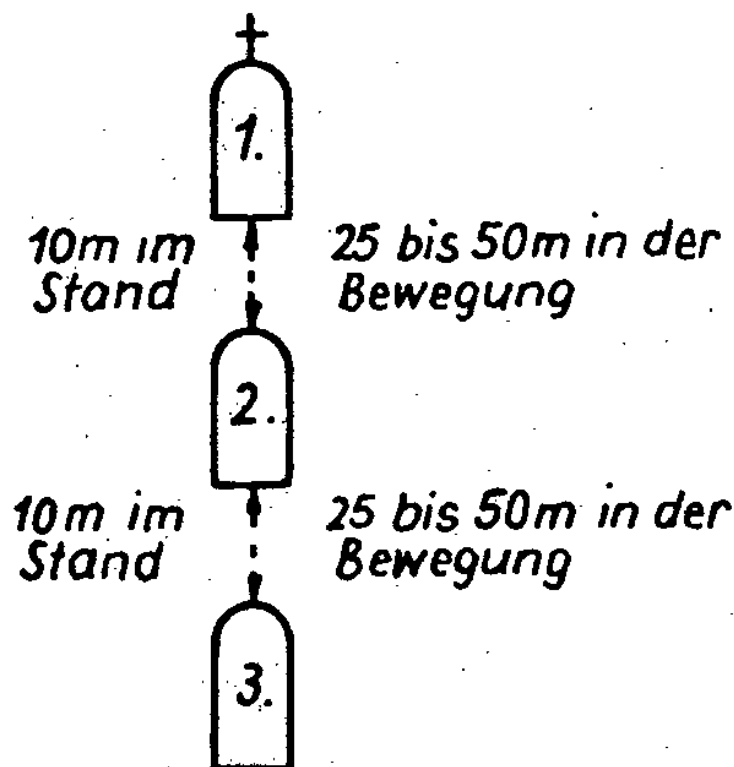 1.
10m im
Stand
25 bis 50m in der
Bewegung
2.
10m im
Stand
25 bis 50m in der
Bewegung
3.